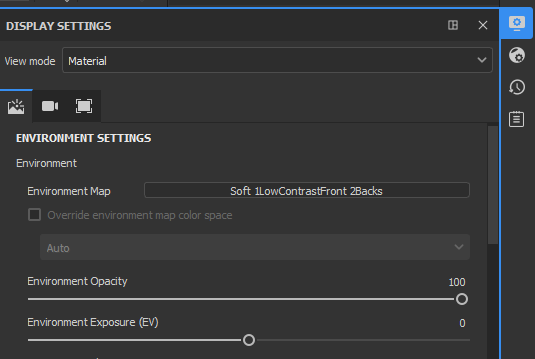 DISPLAY SETTINGS
View mode Material
ENVIRONMENT SETTINGS
Environment
Environment Map Soft 1LowContrastFront 2Backs
Override environment map color space
Auto
Environment Opacity 100
Environment Exposure (EV) 0